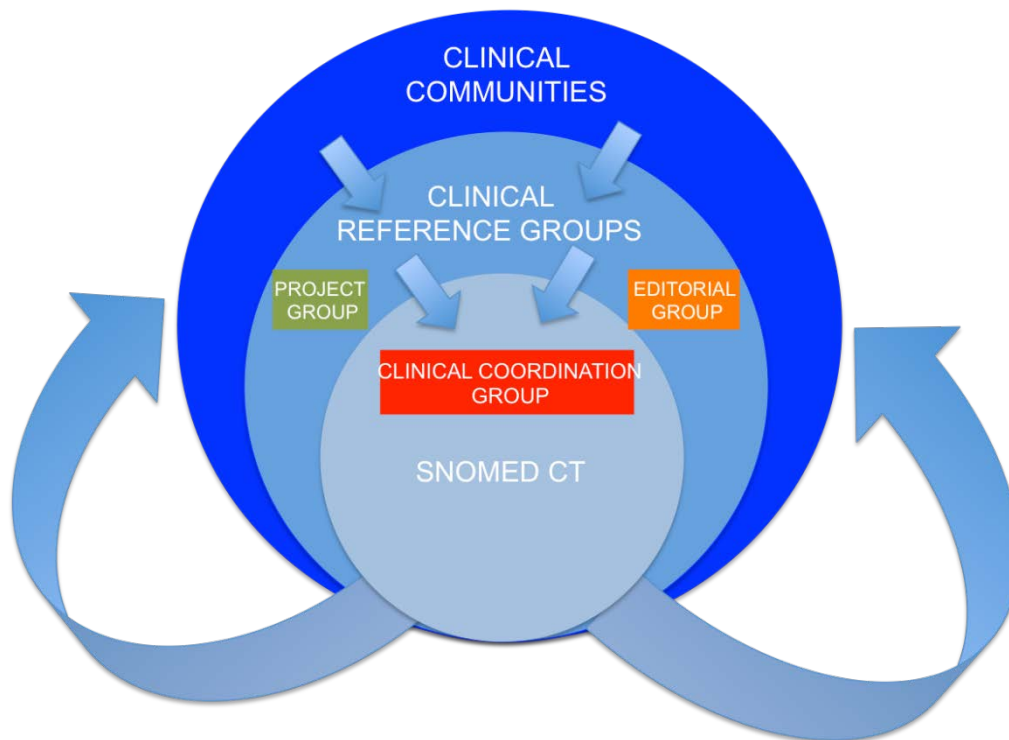 CLINICAL
COMMUNITIES
CLINICAL
REFERENCE GROUPS
PROJECT
GROUP
EDITORIAL
GROUP
CLINICAL COORDINATION
GROUP
SNOMED CT